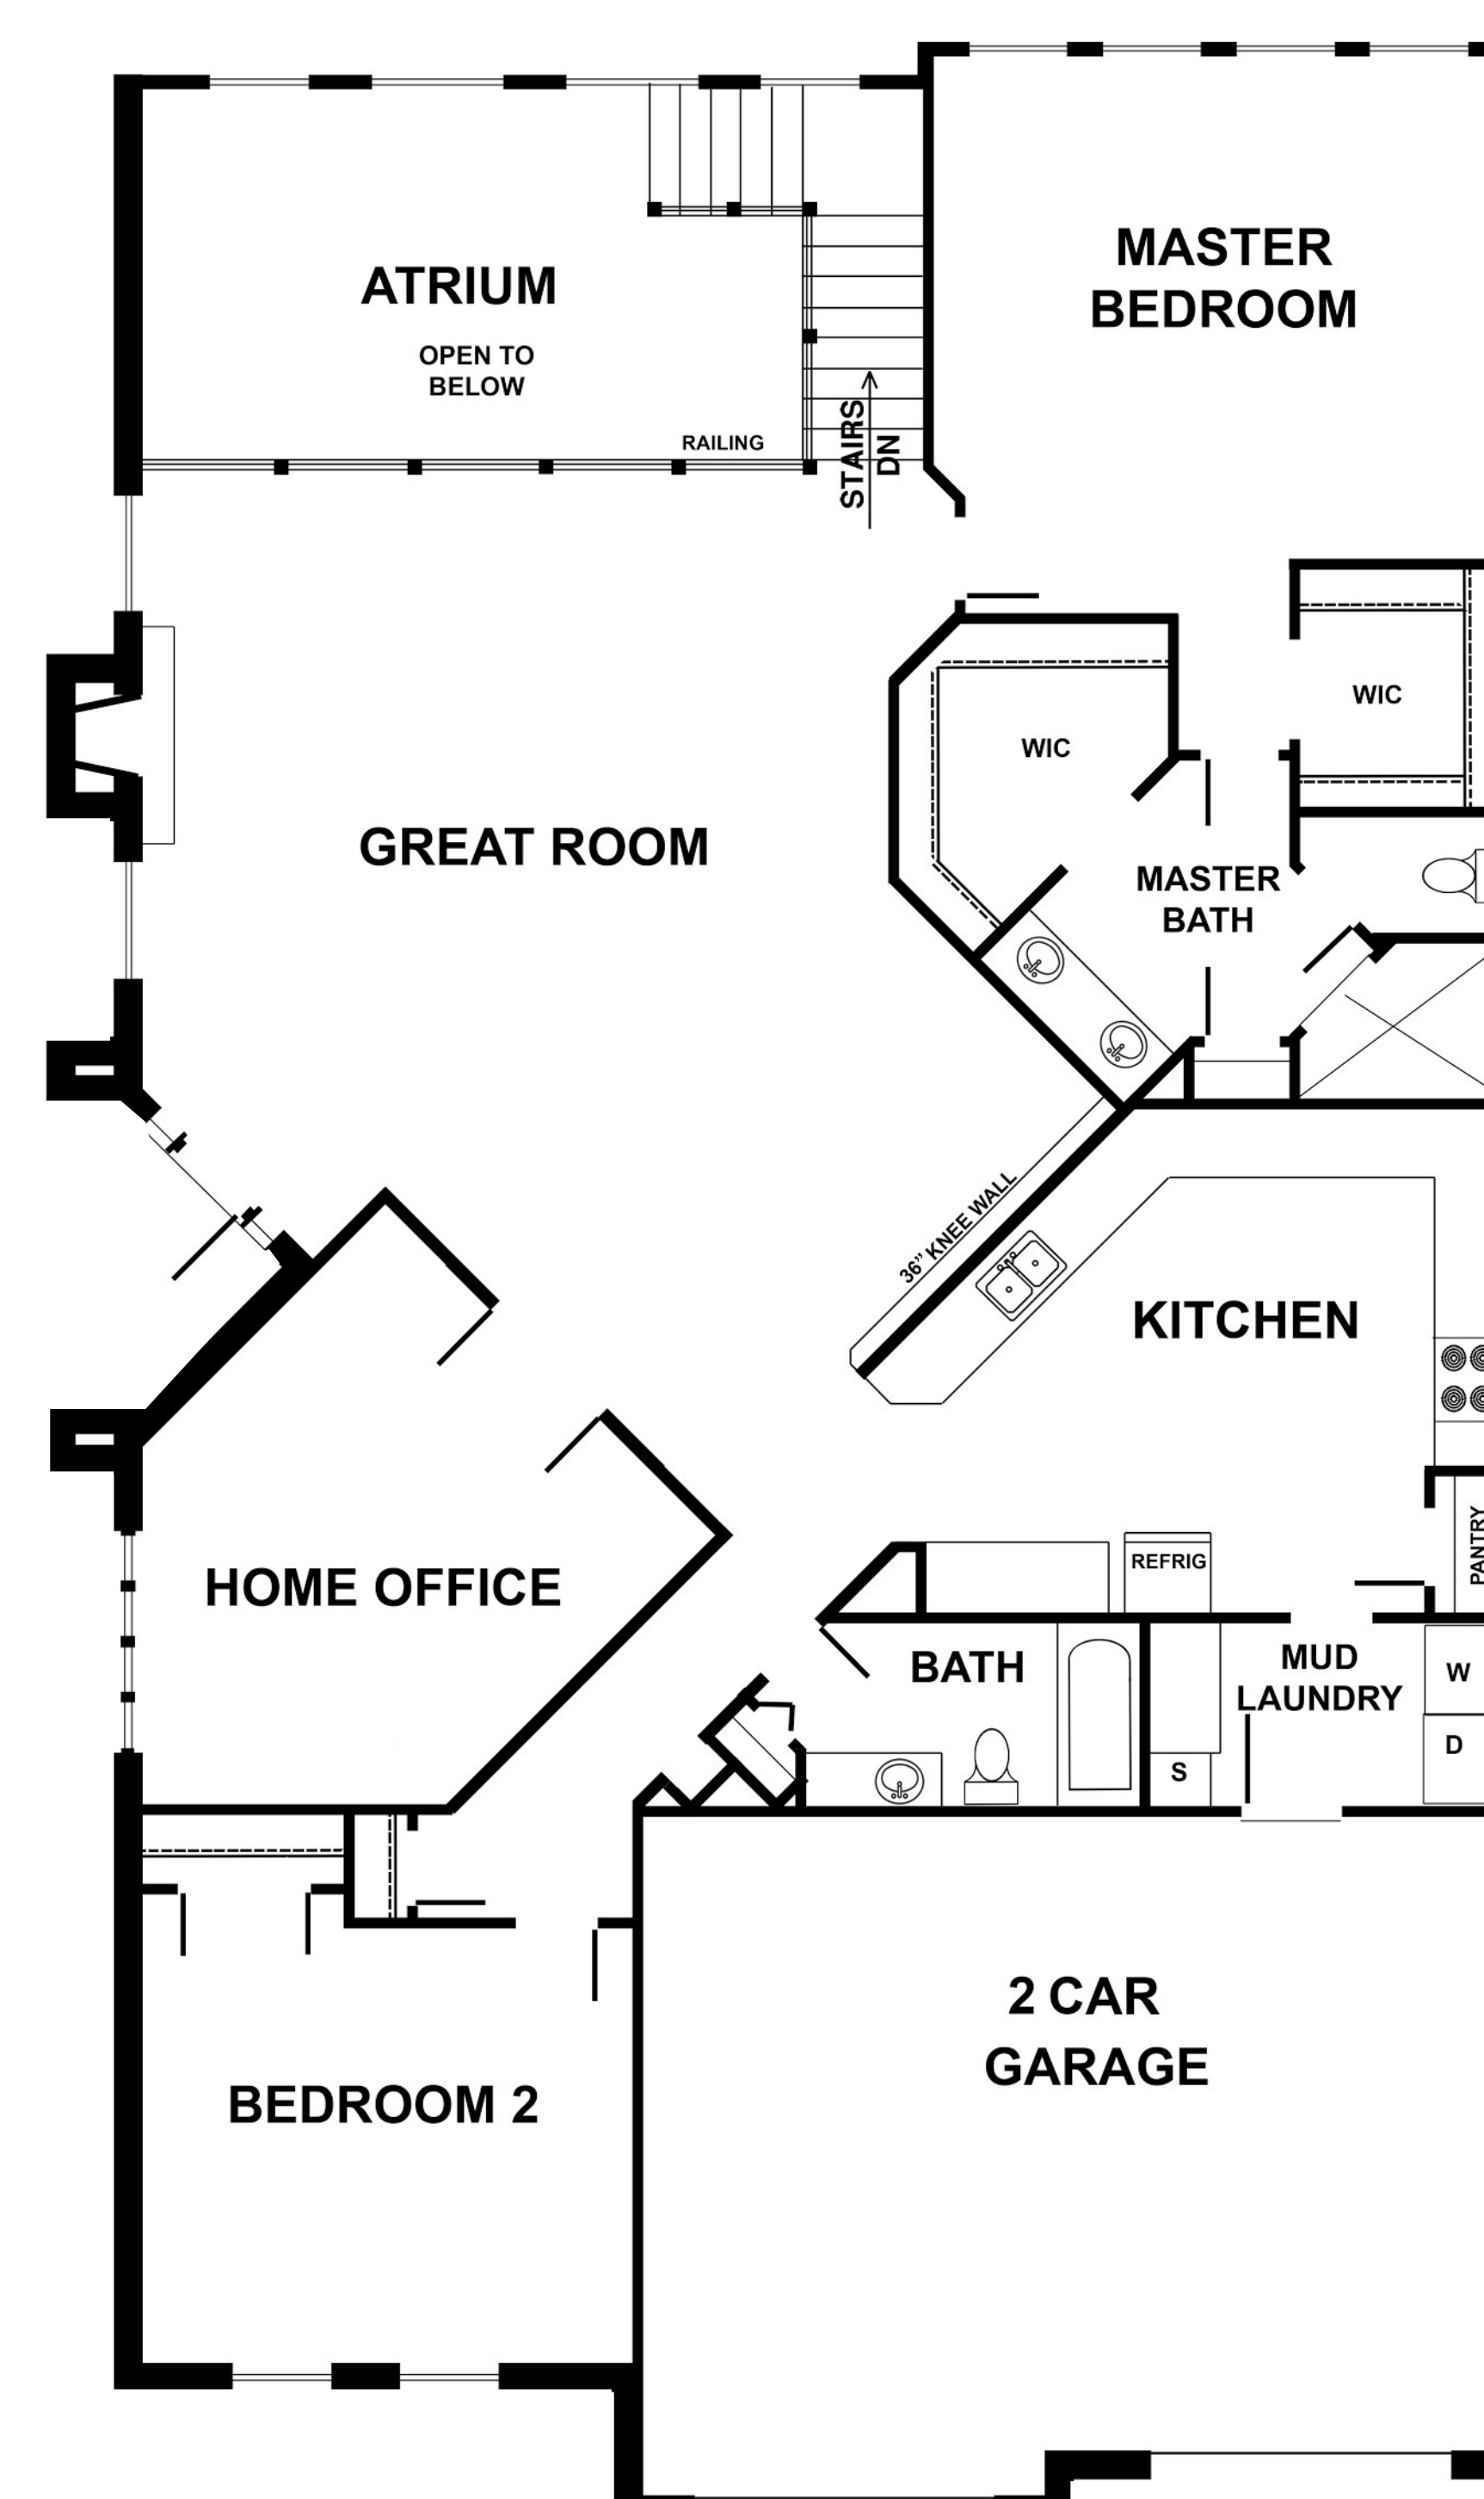 MASTER
BEDROOM
ATRIUM
OPEN TO
BELOW
RAILING
STAIRS
DN
WIC
WIC
GREAT ROOM
MASTER
BATH
36” KNEE WALL
KITCHEN
PANTRY
REFRIG
HOME OFFICE
BATH
MUD
LAUNDRY
W
D
S
2 CAR
GARAGE
BEDROOM 2